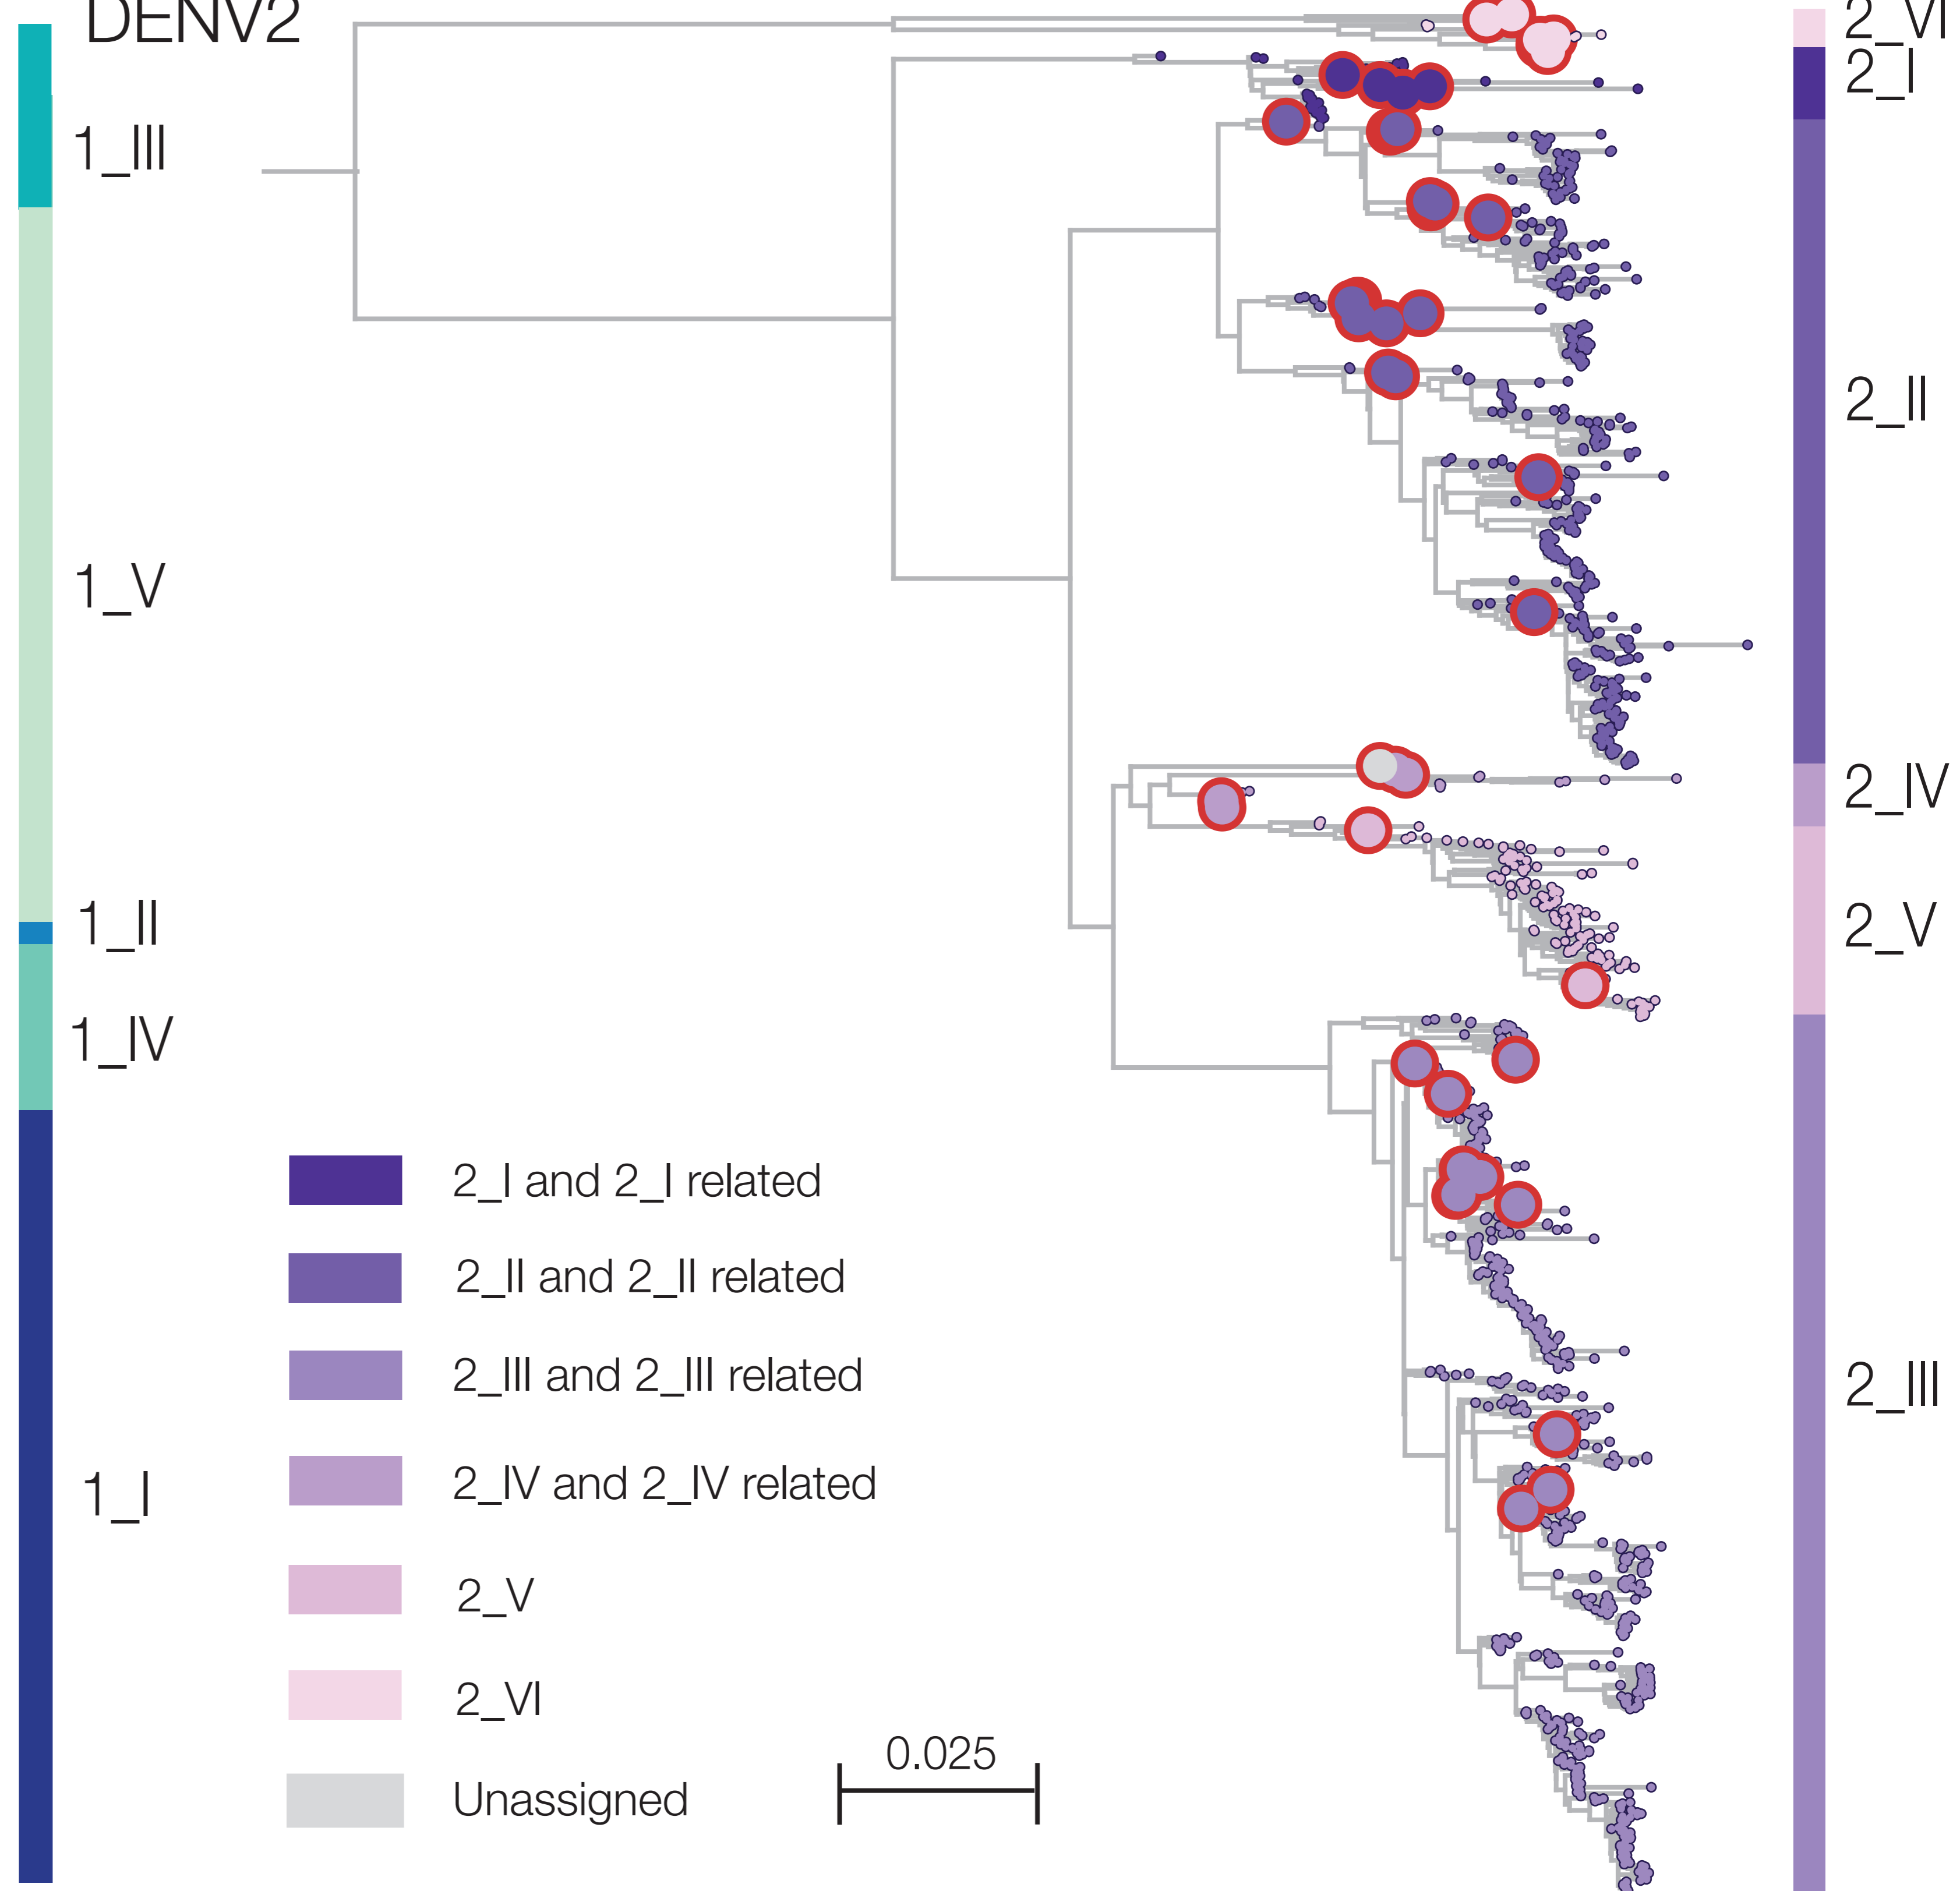 DENV2
1_III
1_V
1_II
1_IV
1_I
2_I and 2_I related
2_II and 2_II related
2_III and 2_III related
2_IV and 2_IV related
2_V
2_VI
Unassigned
0.025
2_VI
2_I
2_II
2_IV
2_V
2_III